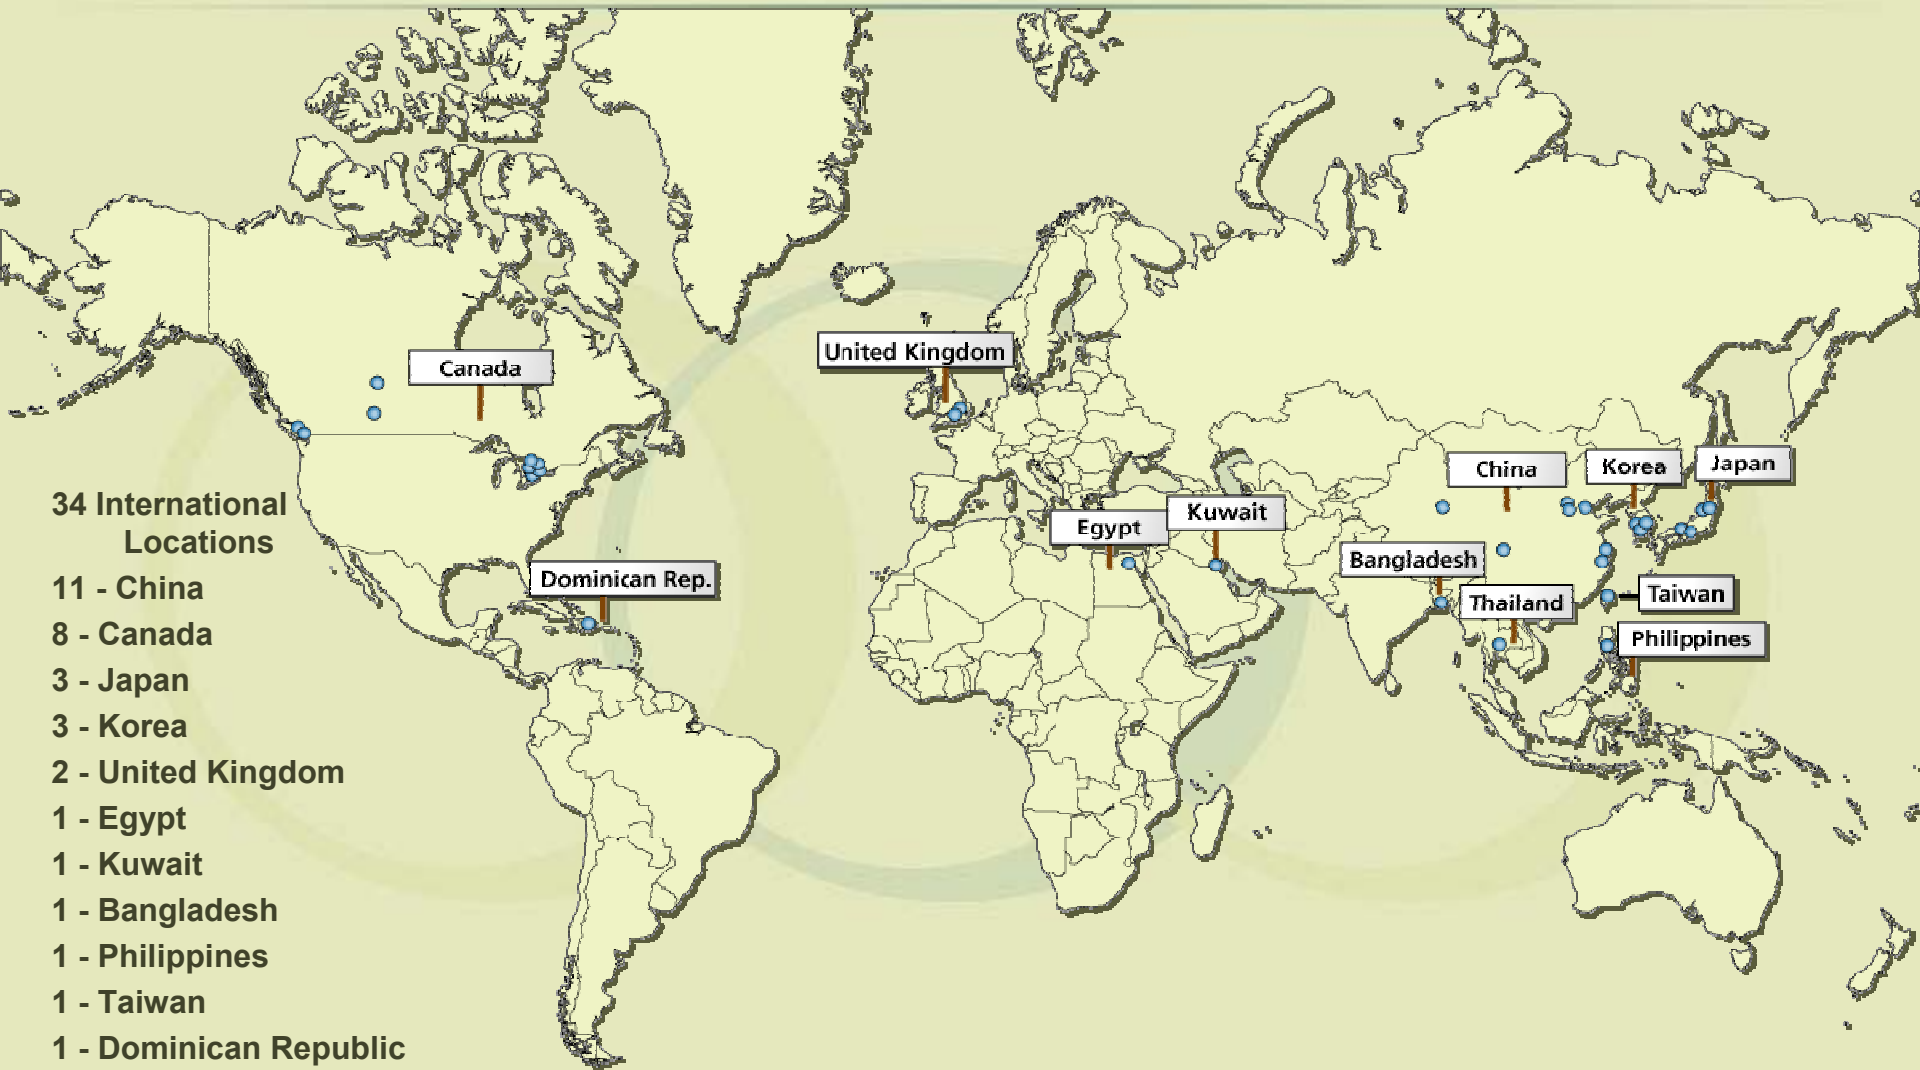 Canada
United Kingdom
China
Korea
Japan
Egypt
Kuwait
Bangladesh
Thailand
Taiwan
Philippines
Dominican Rep.
34 International
Locations
11 - China
8 - Canada
3 - Japan
3 - Korea
2 - United Kingdom
1 - Egypt
1 - Kuwait
1 - Bangladesh
1 - Philippines
1 - Taiwan
1 - Dominican Republic